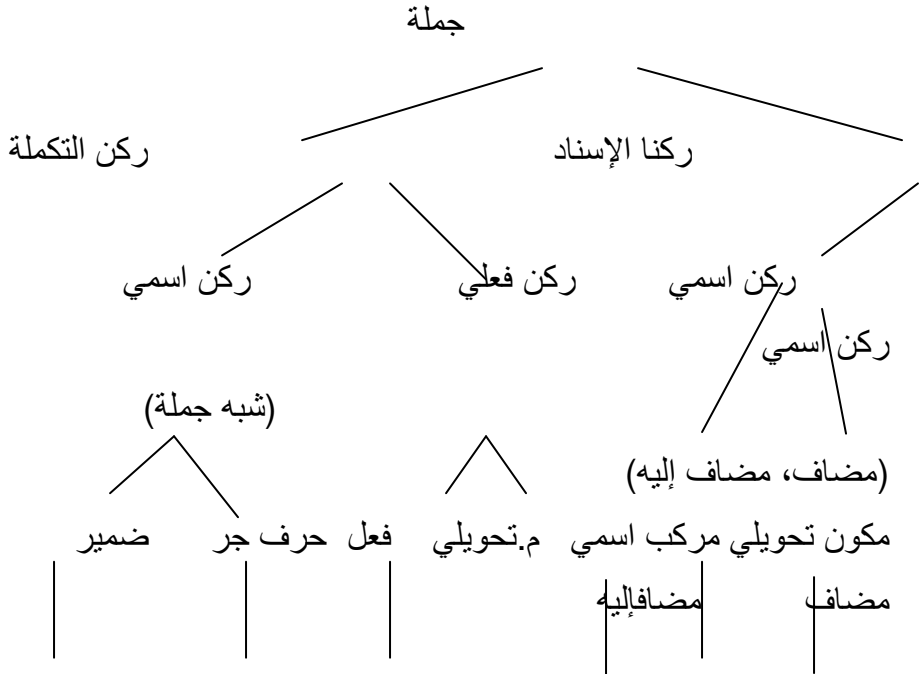 جملة
ركنا الإسناد ركن التكملة
ركن اسمي ركن فعلي ركن اسمي
ركن اسمي
(شبه جملة)
(مضاف، مضاف إليه)
مكون تحويلي مركب اسمي م.تحويلي فعل حرف جر ضمير
مضاف مضافإليه